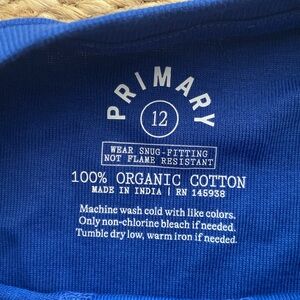 PRIMARY
12
WEAR SNUG-FITTING
NOT FLAME RESISTANT
100% ORGANIC COTTON
MADE IN INDIA | RN 145938
Machine wash cold with like colors.
Only non-chlorine bleach if needed.
Tumble dry low, warm iron if needed.